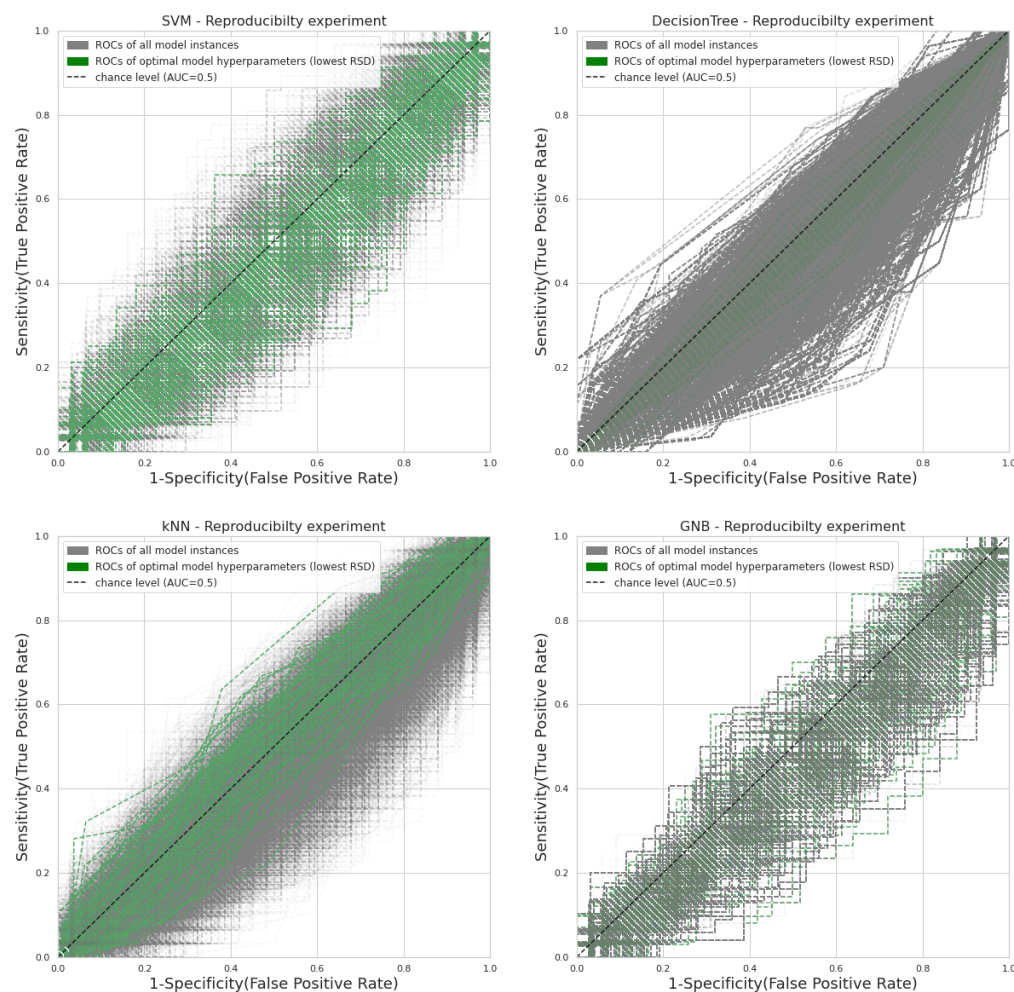 SVM - Reproducibilty experiment
ROCs of all model instances
ROCs of optimal model hyperparameters (lowest RSD)
chance level (AUC=0.5)
Sensitivity(True Positive Rate)
1.0
0.8
0.6
0.4
0.2
0.0
0.0 0.2 0.4 0.6 0.8 1.0
1-Specificity(False Positive Rate)
DecisionTree - Reproducibilty experiment
ROCs of all model instances
ROCs of optimal model hyperparameters (lowest RSD)
chance level (AUC=0.5)
Sensitivity(True Positive Rate)
1.0
0.8
0.6
0.4
0.2
0.0
0.0 0.2 0.4 0.6 0.8 1.0
1-Specificity(False Positive Rate)
kNN - Reproducibilty experiment
ROCs of all model instances
ROCs of optimal model hyperparameters (lowest RSD)
chance level (AUC=0.5)
Sensitivity(True Positive Rate)
1.0
0.8
0.6
0.4
0.2
0.0
0.0 0.2 0.4 0.6 0.8 1.0
1-Specificity(False Positive Rate)
GNB - Reproducibilty experiment
ROCs of all model instances
ROCs of optimal model hyperparameters (lowest RSD)
chance level (AUC=0.5)
Sensitivity(True Positive Rate)
1.0
0.8
0.6
0.4
0.2
0.0
0.0 0.2 0.4 0.6 0.8 1.0
1-Specificity(False Positive Rate)